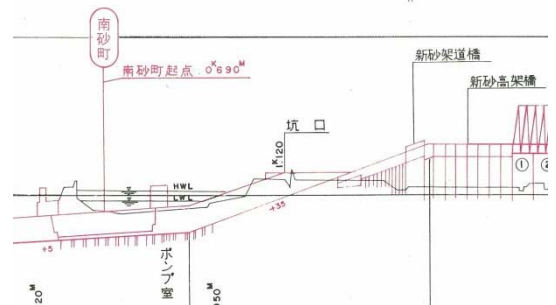 南砂町
南砂町起点 0ᴷ690ᴹ
新砂架道橋
新砂高架橋
坑口
1ᴷ120
① ②
HWL
LWL
+5
+35
ポンプ室
20ᴹ
050ᴹ